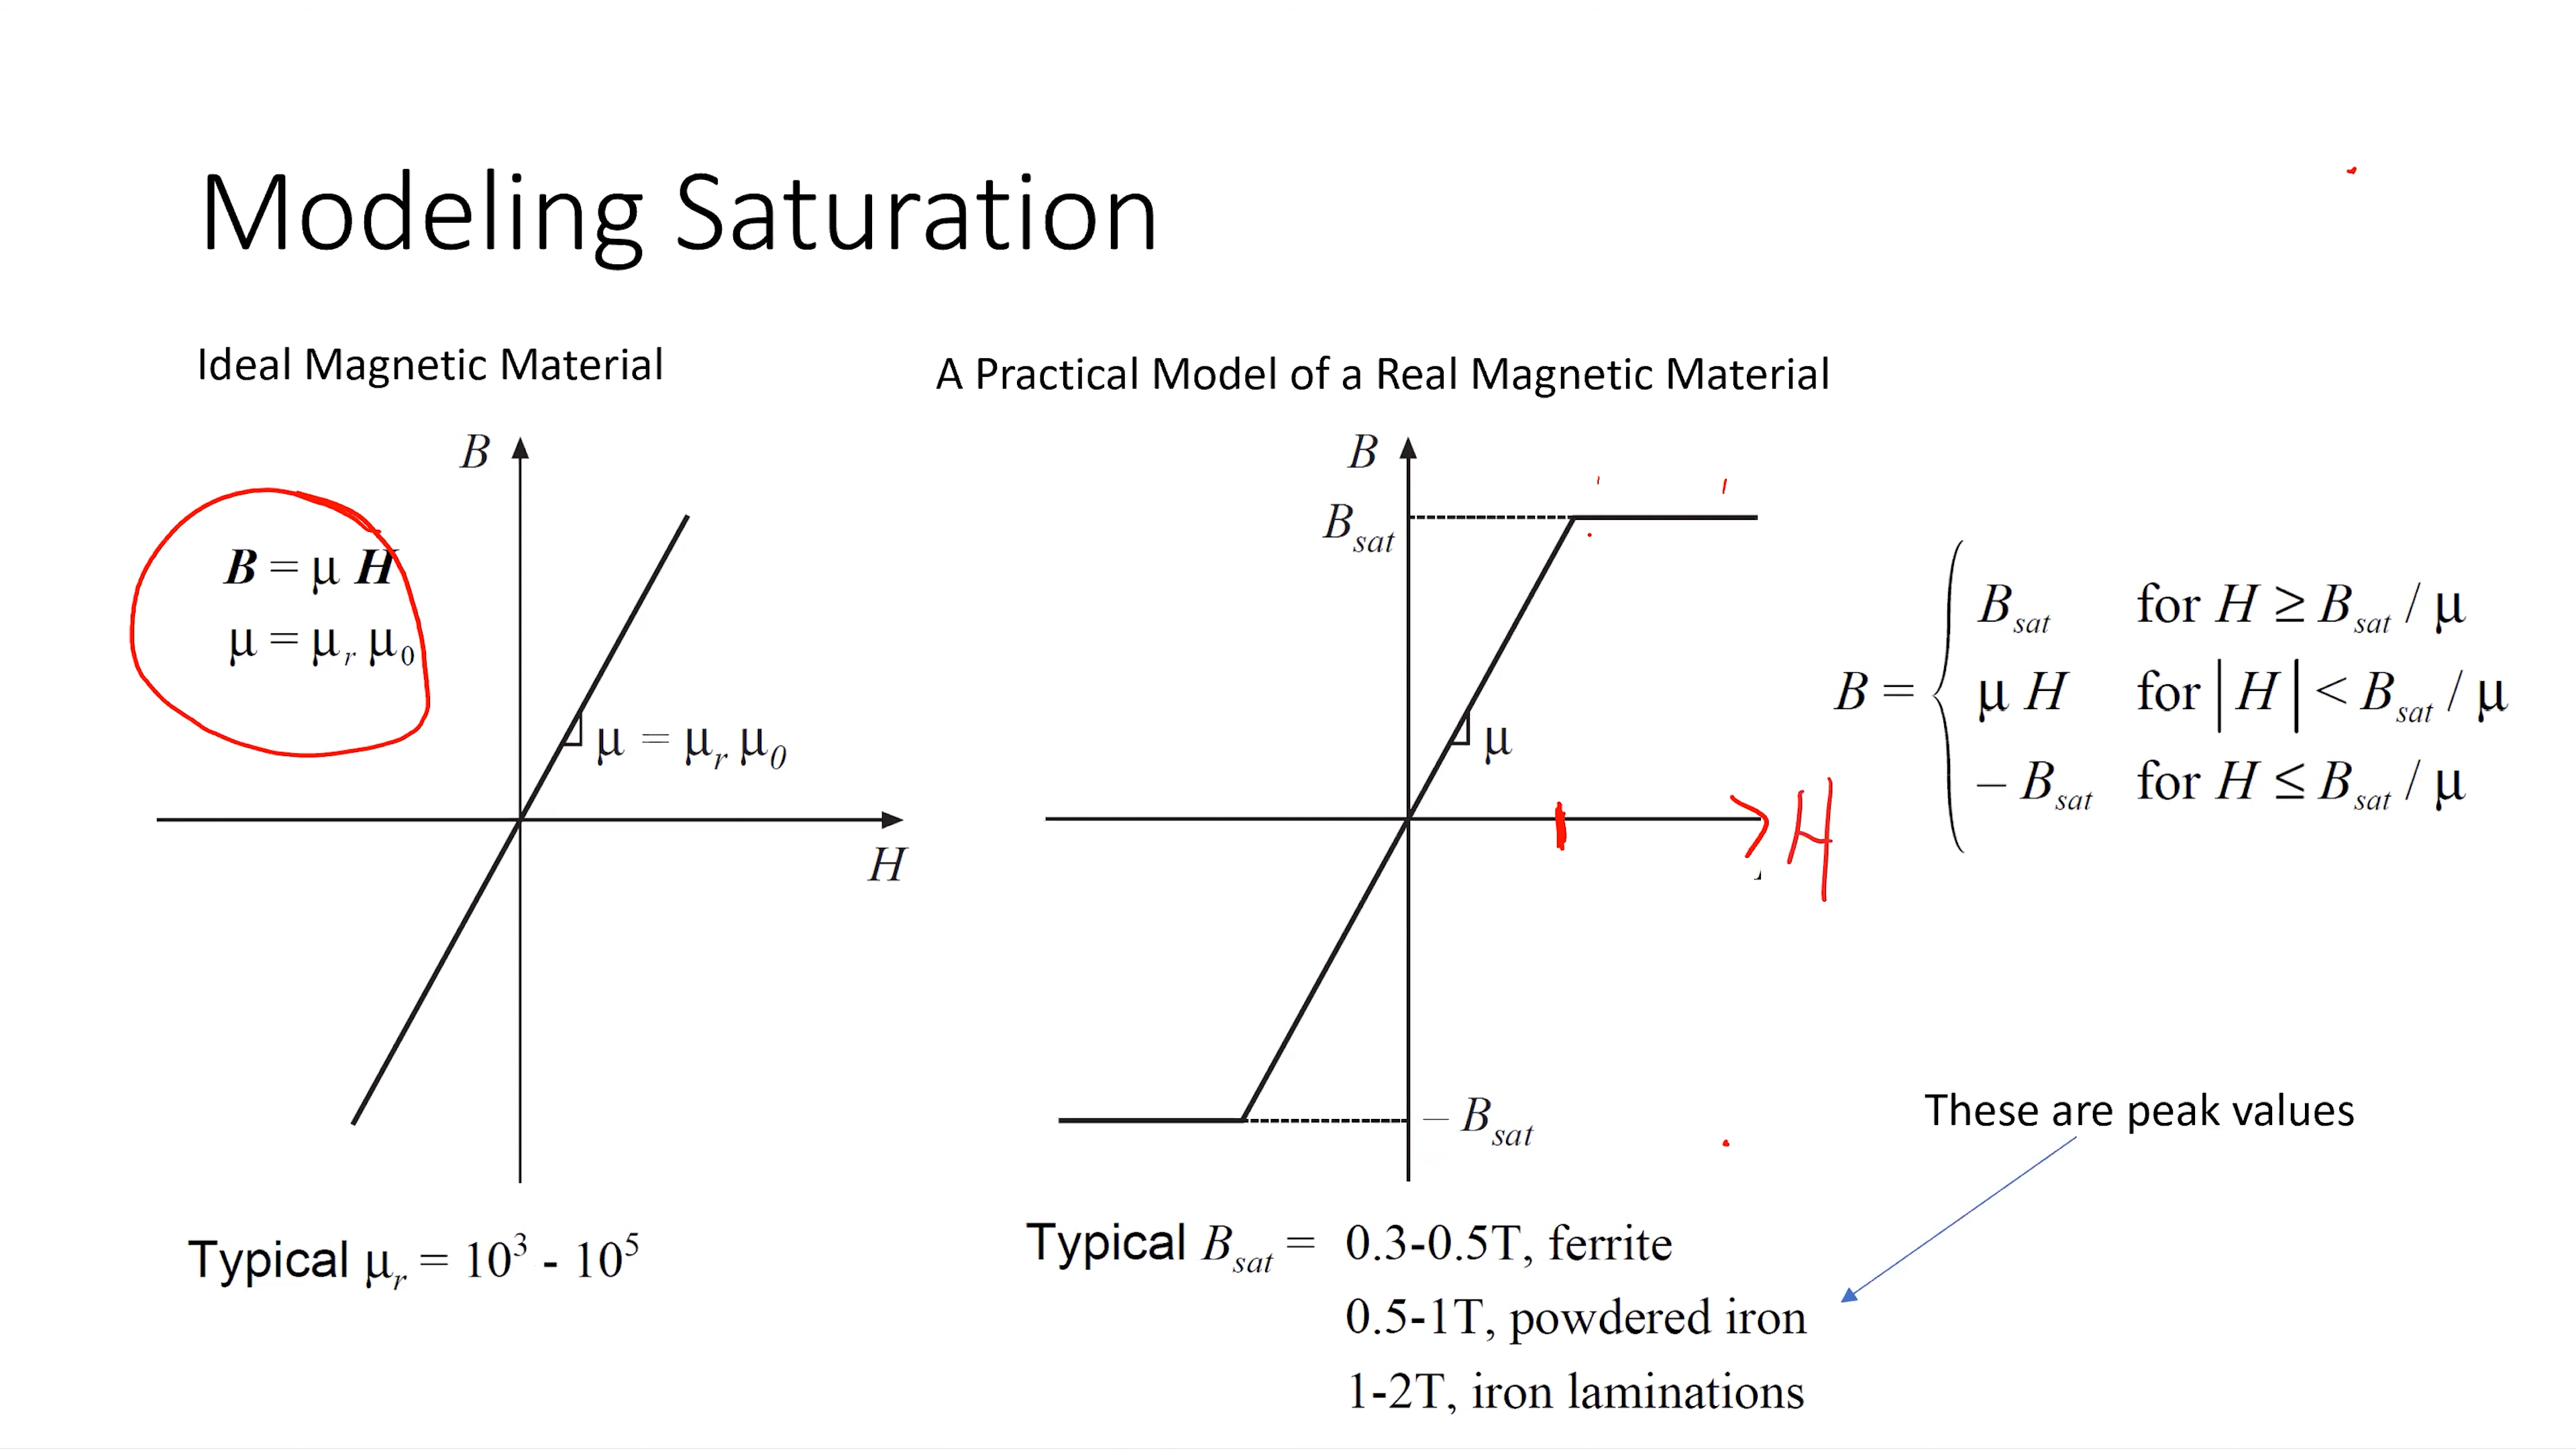 Modeling Saturation
Ideal Magnetic Material
A Practical Model of a Real Magnetic Material
B
B = μ H
μ = μr μ0
μ = μr μ0
H
Typical μr = 10³ - 10⁵
B
Bsat
μ
H
– Bsat
B = { Bsat for H ≥ Bsat / μ
μ H for |H| < Bsat / μ
– Bsat for H ≤ Bsat / μ
These are peak values
Typical Bsat = 0.3-0.5T, ferrite
0.5-1T, powdered iron
1-2T, iron laminations